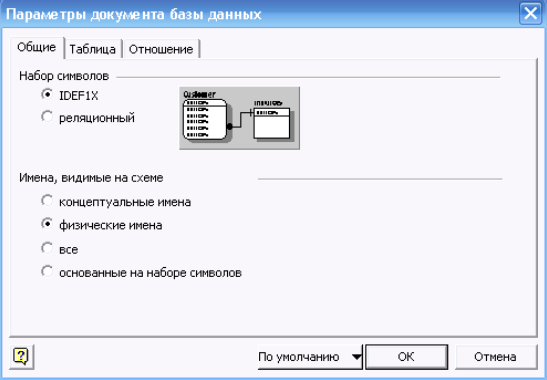 Параметры документа базы данных
Общие
Таблица
Отношение
Набор символов
IDEF1X
реляционный
Customer
Имена, видимые на схеме
концептуальные имена
физические имена
все
основанные на наборе символов
По умолчанию
OK
Отмена